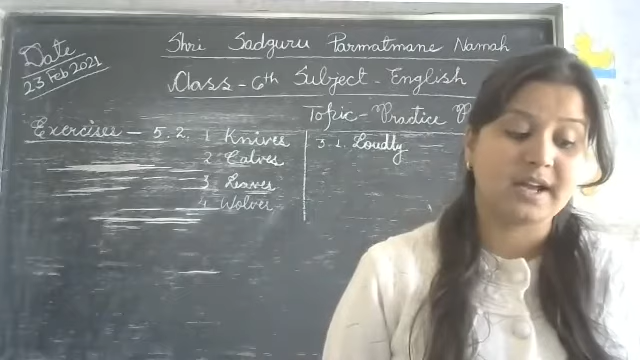 Shri Sadguru Parmatmane Namah
Date
23 Feb 2021
Class - 6th Subject - English
Topic - Practice P
Exercises - 5. 2. 1 Knives
2 Calves
3 Leaves
4 Wolves
3. 1. Loudly